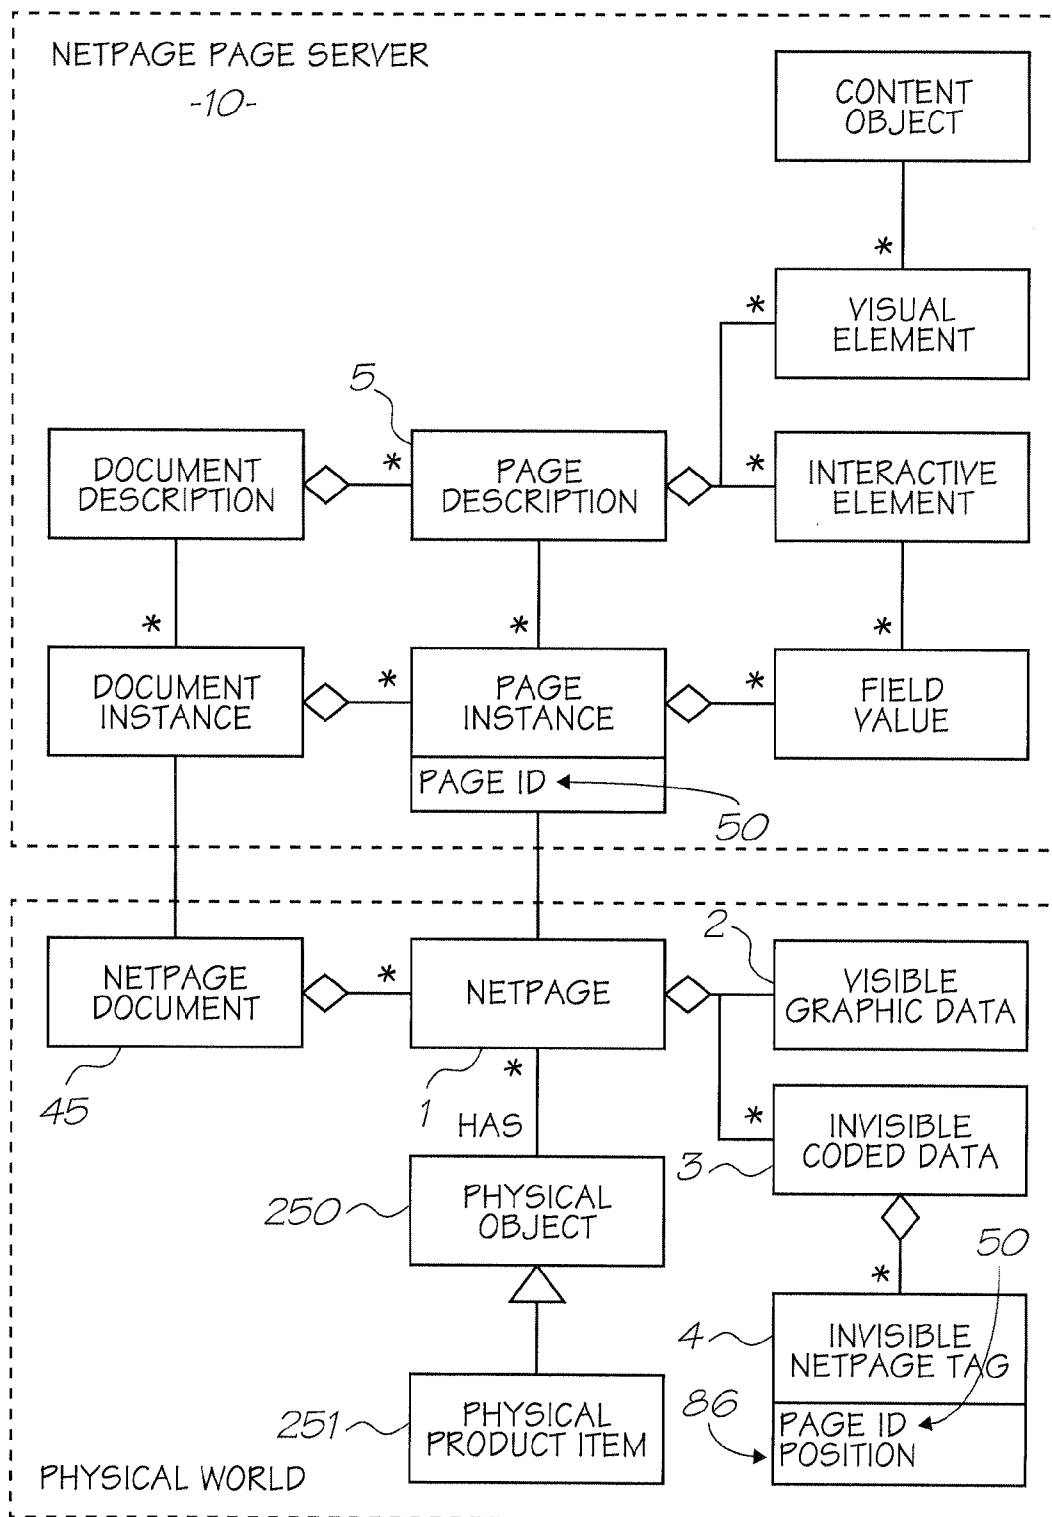 NETPAGE PAGE SERVER
-10-
CONTENT
OBJECT
*
*
VISUAL
ELEMENT
5
DOCUMENT
DESCRIPTION
*
PAGE
DESCRIPTION
*
INTERACTIVE
ELEMENT
*
*
*
DOCUMENT
INSTANCE
*
PAGE
INSTANCE
*
FIELD
VALUE
PAGE ID
50
2
NETPAGE
DOCUMENT
*
NETPAGE
VISIBLE
GRAPHIC DATA
45
1
*
HAS
*
INVISIBLE
CODED DATA
3
250
PHYSICAL
OBJECT
50
*
4
INVISIBLE
NETPAGE TAG
86
PAGE ID
POSITION
251
PHYSICAL
PRODUCT ITEM
PHYSICAL WORLD